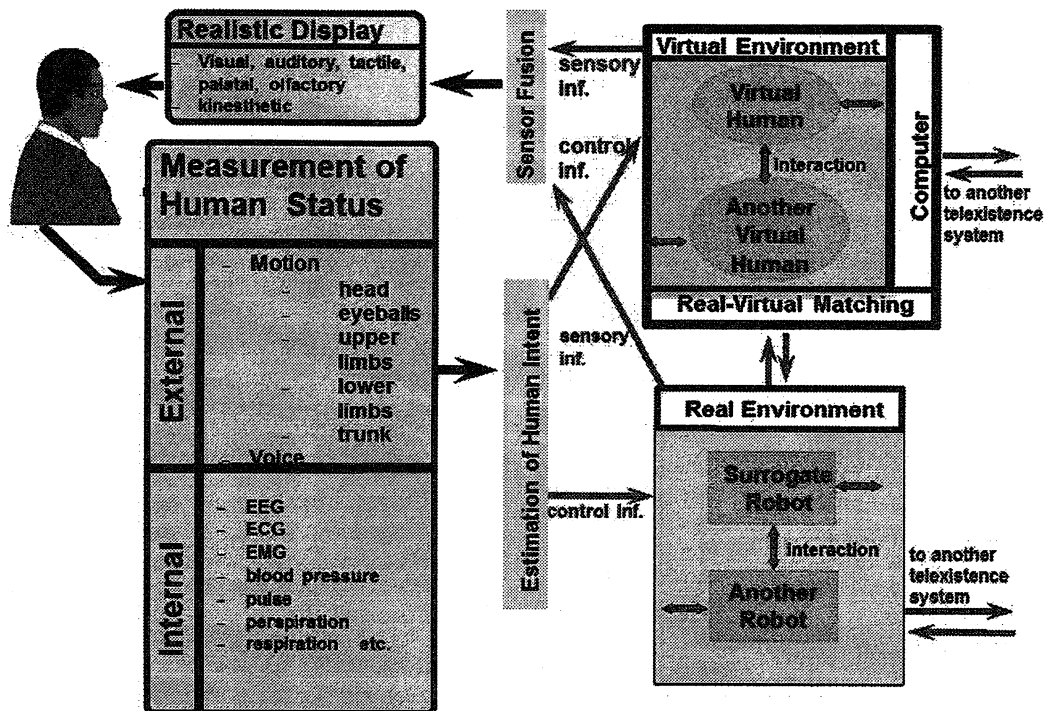 Realistic Display
- Visual, auditory, tactile,
palatal, olfactory
- kinesthetic
Measurement of
Human Status
External
- Motion
- head
- eyeballs
- upper
limbs
- lower
limbs
- trunk
- Voice
Internal
- EEG
- ECG
- EMG
- blood pressure
- pulse
- perspiration
- respiration etc.
Sensor Fusion
Estimation of Human Intent
sensory
inf.
control
inf.
sensory
inf.
control inf.
Virtual Environment
Virtual
Human
Interaction
Another
Virtual
Human
Computer
Real-Virtual Matching
to another
telexistence
system
Real Environment
Surrogate
Robot
Interaction
Another
Robot
to another
telexistence
system